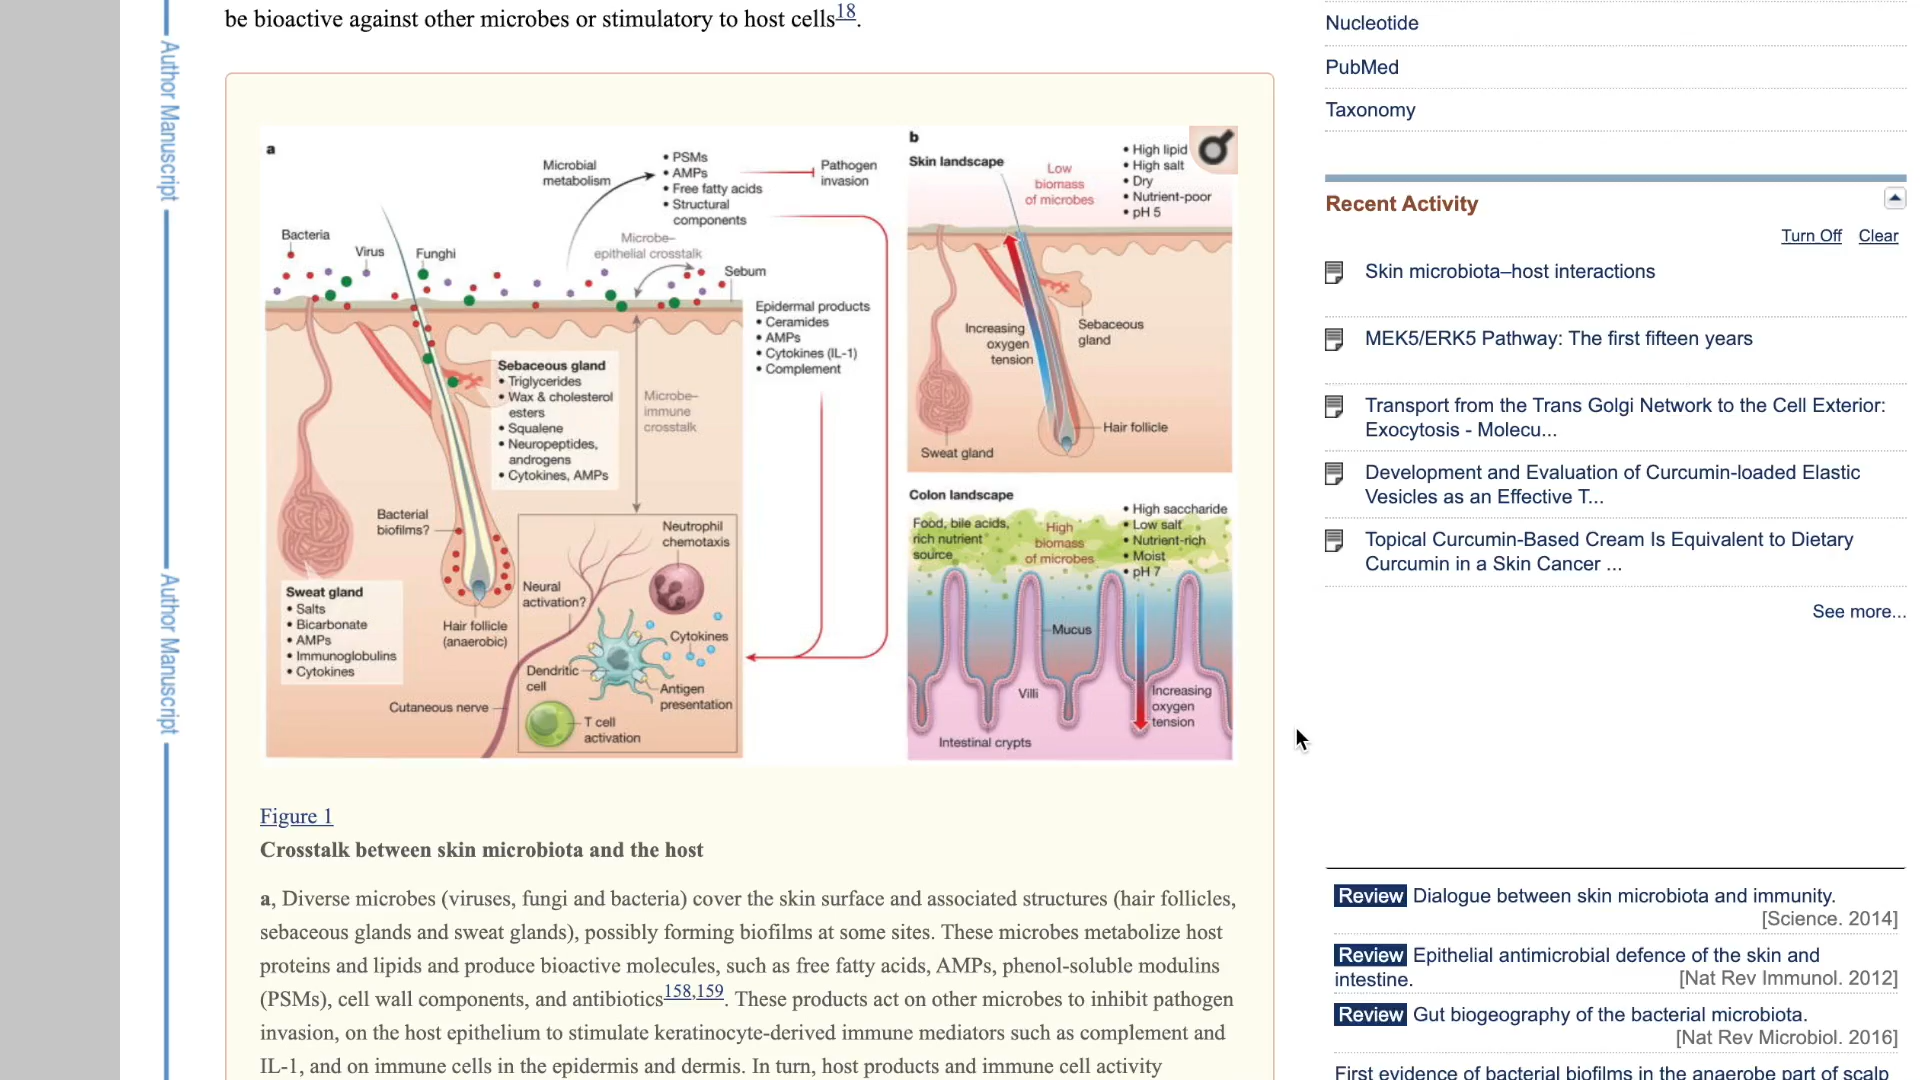 be bioactive against other microbes or stimulatory to host cells18.
Author Manuscript
Author Manuscript
a
Microbial
metabolism
• PSMs
• AMPs
• Free fatty acids
• Structural
components
Pathogen
invasion
Bacteria
Virus
Funghi
Microbe–
epithelial crosstalk
Sebum
Epidermal products
• Ceramides
• AMPs
• Cytokines (IL-1)
• Complement
Sebaceous gland
• Triglycerides
• Wax & cholesterol
esters
• Squalene
• Neuropeptides,
androgens
• Cytokines, AMPs
Microbe–
immune
crosstalk
Bacterial
biofilms?
Neutrophil
chemotaxis
Neural
activation?
Sweat gland
• Salts
• Bicarbonate
• AMPs
• Immunoglobulins
• Cytokines
Hair follicle
(anaerobic)
Cytokines
Dendritic
cell
Antigen
presentation
Cutaneous nerve
T cell
activation
b
Skin landscape
Low
biomass
of microbes
• High lipid
• High salt
• Dry
• Nutrient-poor
• pH 5
Increasing
oxygen
tension
Sebaceous
gland
Hair follicle
Sweat gland
Colon landscape
Food, bile acids,
rich nutrient
source
High
biomass
of microbes
• High saccharide
• Low salt
• Nutrient-rich
• Moist
• pH 7
Mucus
Villi
Increasing
oxygen
tension
Intestinal crypts
Figure 1
Crosstalk between skin microbiota and the host
a, Diverse microbes (viruses, fungi and bacteria) cover the skin surface and associated structures (hair follicles,
sebaceous glands and sweat glands), possibly forming biofilms at some sites. These microbes metabolize host
proteins and lipids and produce bioactive molecules, such as free fatty acids, AMPs, phenol-soluble modulins
(PSMs), cell wall components, and antibiotics158,159. These products act on other microbes to inhibit pathogen
invasion, on the host epithelium to stimulate keratinocyte-derived immune mediators such as complement and
IL-1, and on immune cells in the epidermis and dermis. In turn, host products and immune cell activity
Nucleotide
PubMed
Taxonomy
Recent Activity
Turn Off Clear
Skin microbiota–host interactions
MEK5/ERK5 Pathway: The first fifteen years
Transport from the Trans Golgi Network to the Cell Exterior:
Exocytosis - Molecu...
Development and Evaluation of Curcumin-loaded Elastic
Vesicles as an Effective T...
Topical Curcumin-Based Cream Is Equivalent to Dietary
Curcumin in a Skin Cancer ...
See more...
Review Dialogue between skin microbiota and immunity.
[Science. 2014]
Review Epithelial antimicrobial defence of the skin and
intestine. [Nat Rev Immunol. 2012]
Review Gut biogeography of the bacterial microbiota.
[Nat Rev Microbiol. 2016]
First evidence of bacterial biofilms in the anaerobe part of scalp